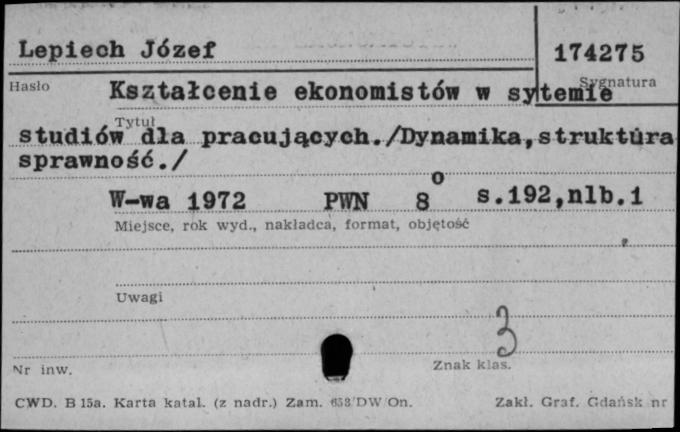 Lepiech Józef 174275
Hasło Sygnatura
Kształcenie ekonomistów w sytemie
Tytuł
studiów dla pracujących./Dynamika,struktura
sprawność./
W-wa 1972 PWN 8o s.192,nlb.1
Miejsce, rok wyd., nakładca, format, objętość
Uwagi
3
Nr inw. Znak klas.
CWD. B 15a. Karta katal. (z nadr.) Zam. 658/DW/On. Zakł. Graf. Gdańsk nr